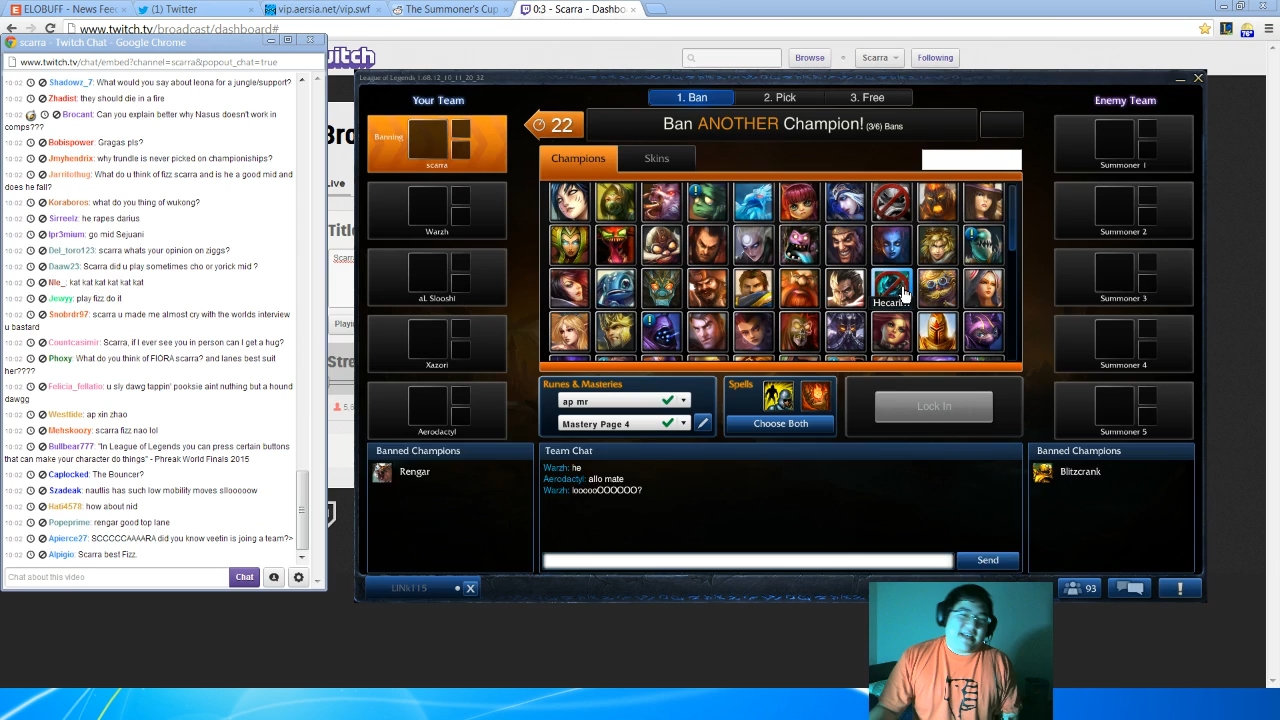 ELOBUFF - News Fee
(1) Twitter
vip.aersia.net/vip.swf
The Summoner's Cup
0:3 - Scarra - Dashbo
www.twitch.tv/broadcast/dashboard#
scarra - Twitch Chat - Google Chrome
www.twitch.tv/chat/embed?channel=scarra&popout_chat=true
Browse
Scarra
Following
10:02 Shadowz_7: What would you say about leona for a jungle/support?
10:02 Zhadist: they should die in a fire
10:02 Brocant: Can you explain better why Nasus doesn't work in
comps???
10:02 Bobispower: Gragas pls?
10:02 Jmyhendrix: why trundle is never picked on championships?
10:02 Jarritothug: What do u think of fizz scarra and is he a good mid and
does he fall?
10:02 Koraboros: what do you thing of wukong?
10:02 Sirreelz: he rapes darius
10:02 Ipr3mium: go mid Sejuani
10:02 Del_toro123: scarra whats your opinion on ziggs?
10:02 Daaw23: Scarra did u play sometimes cho or yorick mid ?
10:02 Nle_: kat kat kat kat kat kat
10:02 Jewyy: play fizz do it
10:02 Snobrdr97: scarra u made me almost cry with the worlds interview
u bastard
10:02 Countcasimir: Scarra, if I ever see you in person can I get a hug?
10:02 Phoxy: What do you think of FIORA scarra? and lanes best suit
her????
10:02 Felicia_fellatio: u sly dawg tappin' pooksie aint nuthing but a hound
dawgg
10:02 Westtide: ap xin zhao
10:02 Mehskoozy: scarra fizz nao lol
10:02 Bullbear777: "In League of Legends you can press certain buttons
that can make your character do things" - Phreak World Finals 2015
10:02 Caplocked: The Bouncer?
10:02 Szadeak: nautlis has such low mobility moves sllooooow
10:02 Hati4578: how about nid
10:02 Popeprime: rengar good top lane
10:02 Apierce27: SCCCCCAAAARA did you know veetin is joing a team?>
10:02 Alpigio: Scarra best Fizz.
Chat about this video
Chat
Bro
Live
Title
Scarra
Playin
Stre
League of Legends 1.68.12_10_11_20_32
Your Team
1. Ban
2. Pick
3. Free
Enemy Team
Banning
scarra
22
Ban ANOTHER Champion! (3/6) Bans
Champions
Skins
Warzh
aL Slooshi
Xazori
Aerodactyl
Hecarim
Summoner 1
Summoner 2
Summoner 3
Summoner 4
Summoner 5
Runes & Masteries
ap mr
Mastery Page 4
Spells
Choose Both
Lock In
Banned Champions
Rengar
Team Chat
Warzh: he
Aerodactyl: allo mate
Warzh: loooooOOOOOO?
Send
Banned Champions
Blitzcrank
LINk115
93